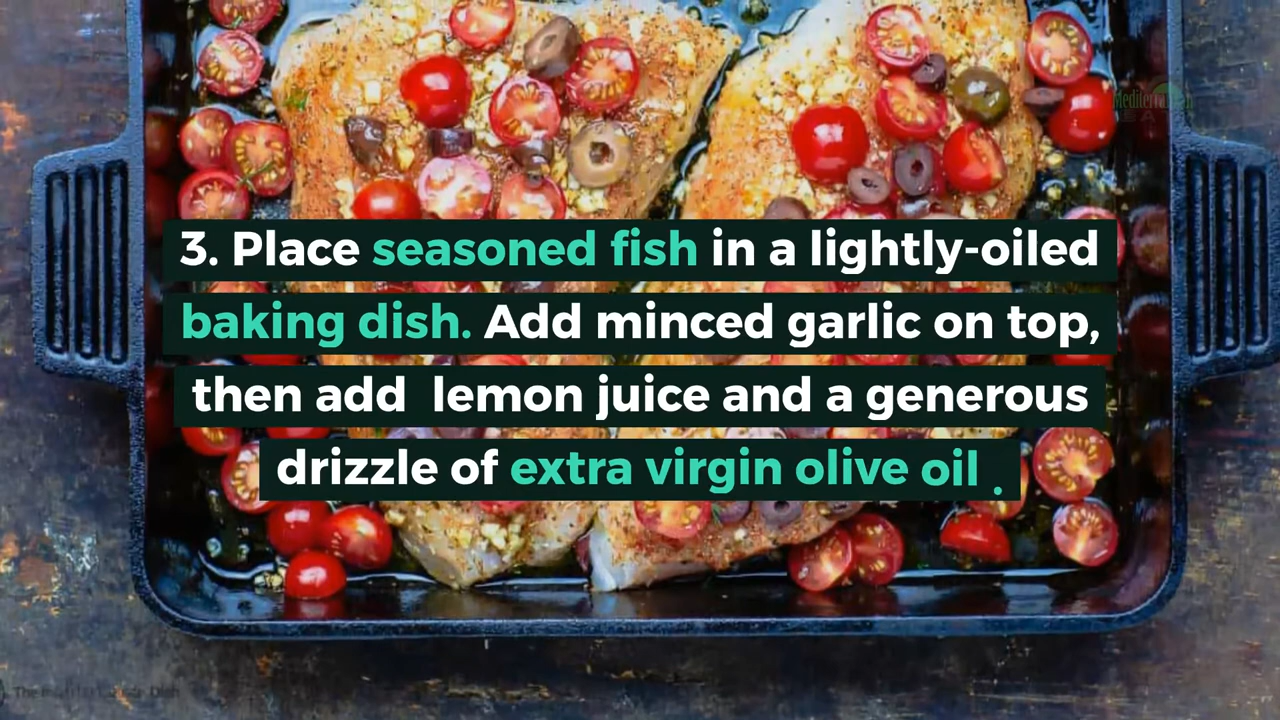 3. Place seasoned fish in a lightly-oiled
baking dish. Add minced garlic on top,
then add lemon juice and a generous
drizzle of extra virgin olive oil .